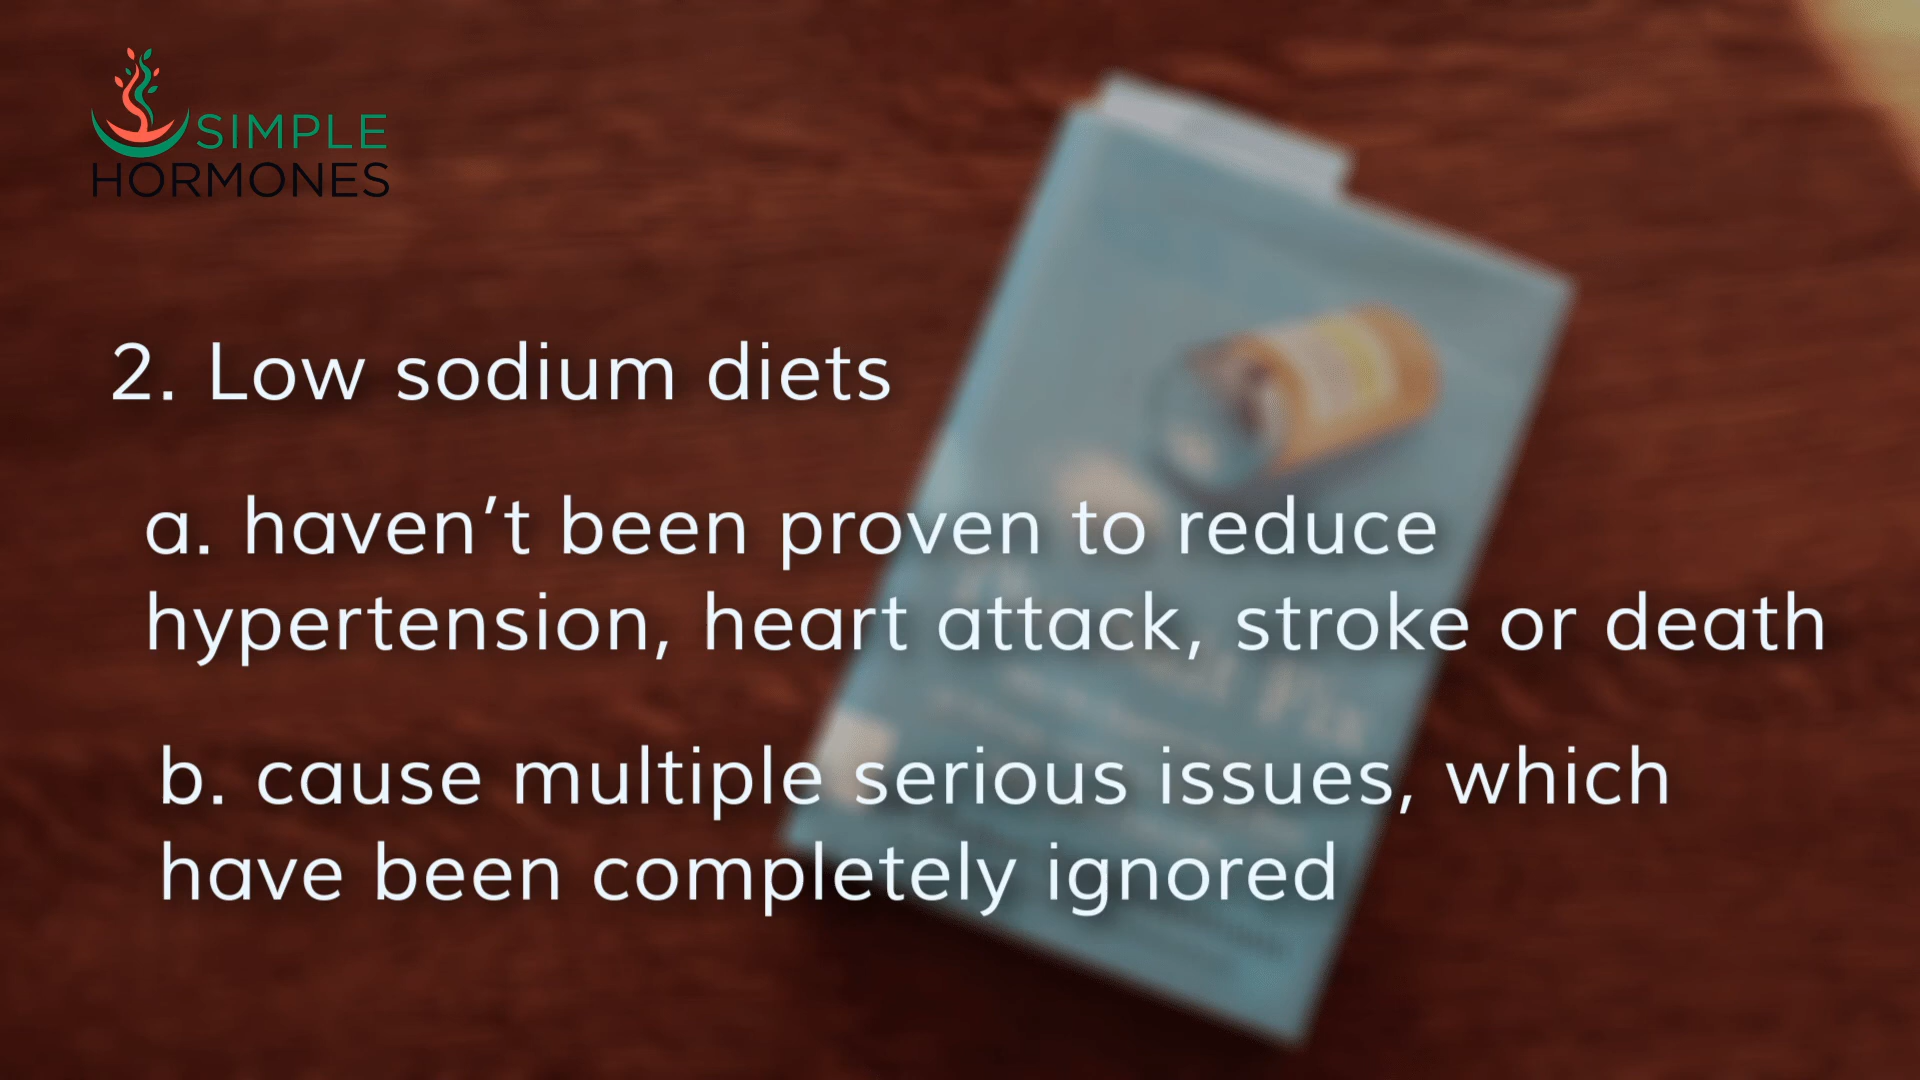 SIMPLE
HORMONES
2. Low sodium diets
a. haven’t been proven to reduce
hypertension, heart attack, stroke or death
b. cause multiple serious issues, which
have been completely ignored